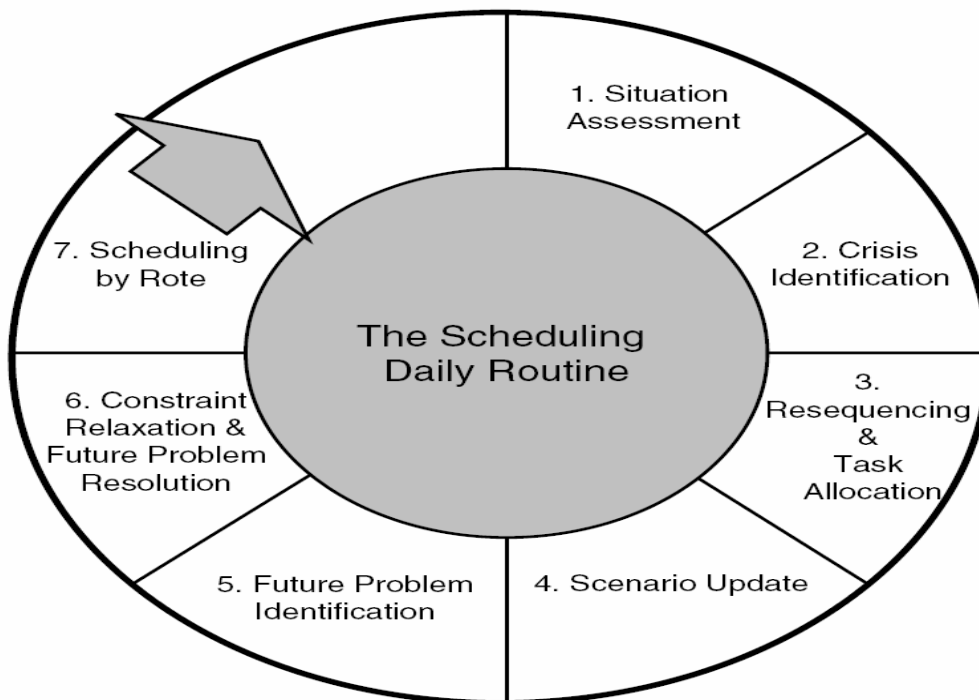 The Scheduling
Daily Routine
1. Situation
Assessment
2. Crisis
Identification
3.
Resequencing
&
Task
Allocation
4. Scenario Update
5. Future Problem
Identification
6. Constraint
Relaxation &
Future Problem
Resolution
7. Scheduling
by Rote